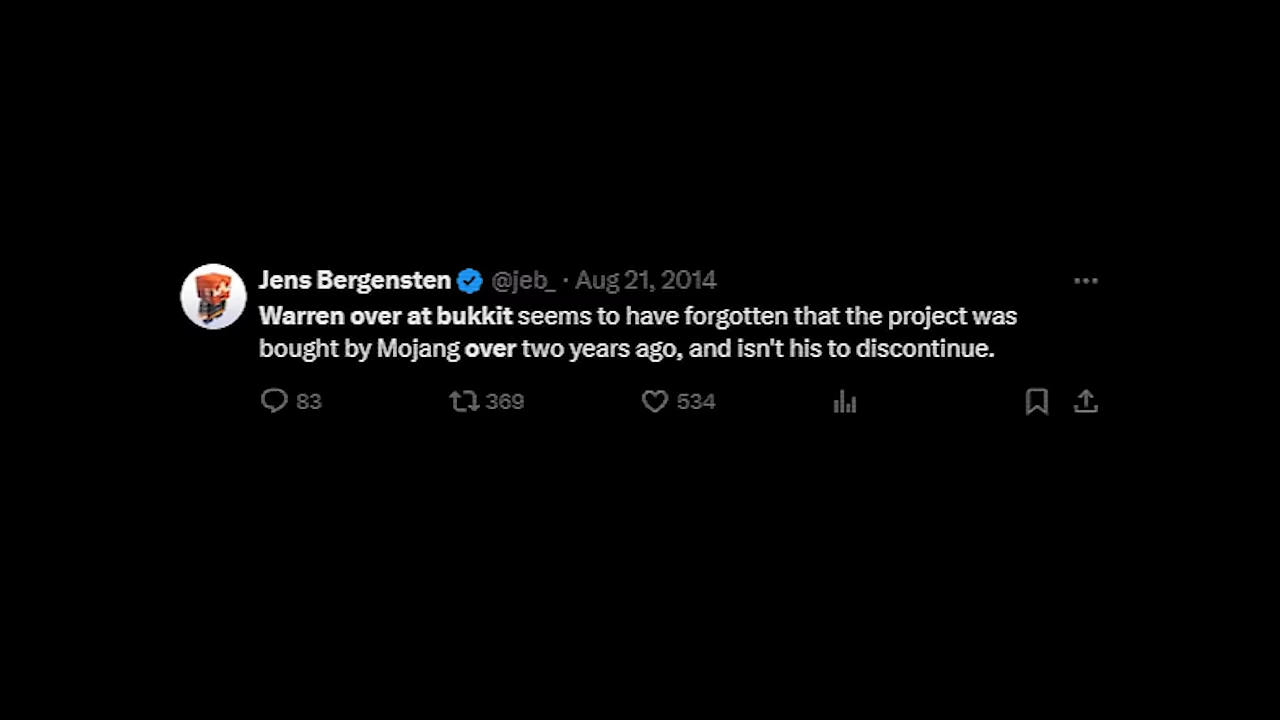 Jens Bergensten @jeb_ · Aug 21, 2014
Warren over at bukkit seems to have forgotten that the project was
bought by Mojang over two years ago, and isn't his to discontinue.
83 369 534